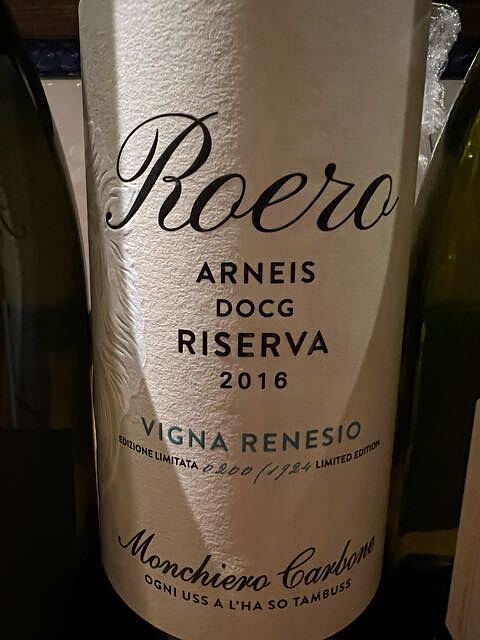 Roero
ARNEIS
DOCG
RISERVA
2016
VIGNA RENESIO
EDIZIONE LIMITATA 0200/1924 LIMITED EDITION
Monchiero Carbone
OGNI USS A L'HA SO TAMBUSS